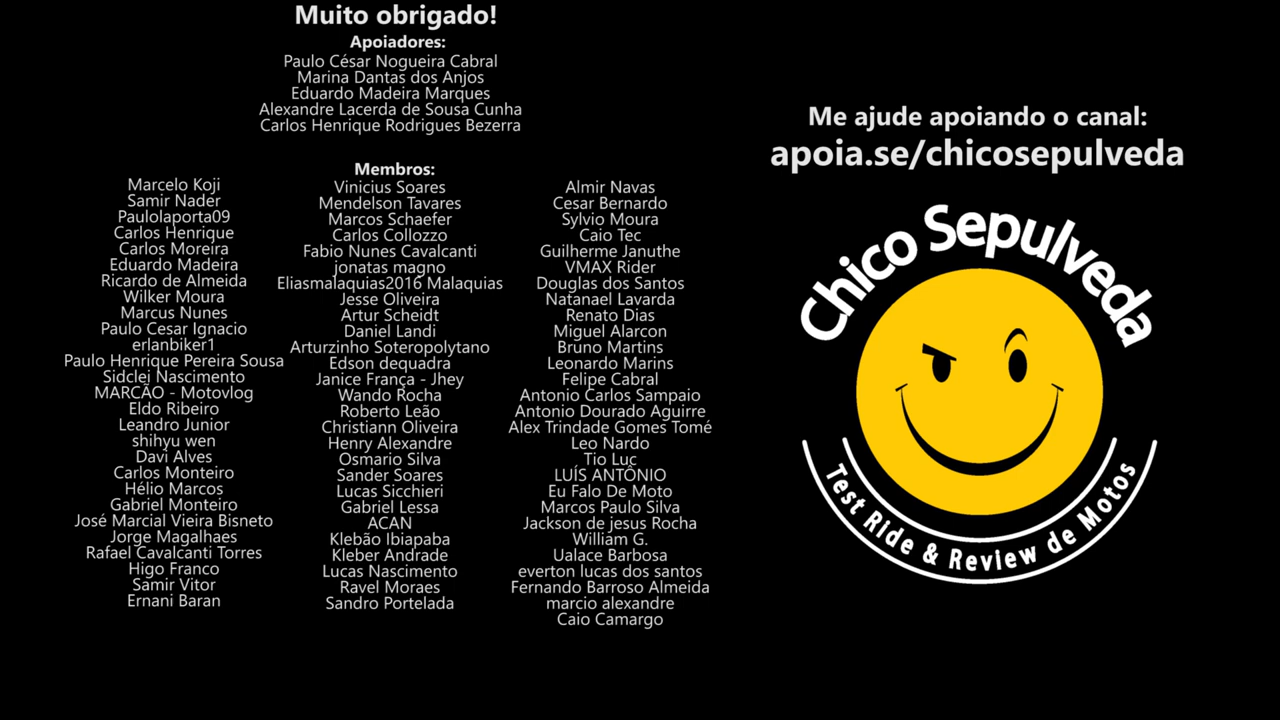 Muito obrigado!
Apoiadores:
Paulo César Nogueira Cabral
Marina Dantas dos Anjos
Eduardo Madeira Marques
Alexandre Lacerda de Sousa Cunha
Carlos Henrique Rodrigues Bezerra
Membros:
Marcelo Koji
Samir Nader
Paulolaporta09
Carlos Henrique
Carlos Moreira
Eduardo Madeira
Ricardo de Almeida
Wilker Moura
Marcus Nunes
Paulo Cesar Ignacio
erlanbiker1
Paulo Henrique Pereira Sousa
Sidclei Nascimento
MARCÃO - Motovlog
Eldo Ribeiro
Leandro Junior
shihyu wen
Davi Alves
Carlos Monteiro
Hélio Marcos
Gabriel Monteiro
José Marcial Vieira Bisneto
Jorge Magalhaes
Rafael Cavalcanti Torres
Higo Franco
Samir Vitor
Ernani Baran
Vinicius Soares
Mendelson Tavares
Marcos Schaefer
Carlos Collozzo
Fabio Nunes Cavalcanti
jonatas magno
Eliasmalaquias2016 Malaquias
Jesse Oliveira
Artur Scheidt
Daniel Landi
Arturzinho Soteropolytano
Edson dequadra
Janice França - Jhey
Wando Rocha
Roberto Leão
Christiann Oliveira
Henry Alexandre
Osmario Silva
Sander Soares
Lucas Sicchieri
Gabriel Lessa
ACAN
Klebão Ibiapaba
Kleber Andrade
Lucas Nascimento
Ravel Moraes
Sandro Portelada
Almir Navas
Cesar Bernardo
Sylvio Moura
Caio Tec
Guilherme Januthe
VMAX Rider
Douglas dos Santos
Natanael Lavarda
Renato Dias
Miguel Alarcon
Bruno Martins
Leonardo Marins
Felipe Cabral
Antonio Carlos Sampaio
Antonio Dourado Aguirre
Alex Trindade Gomes Tomé
Leo Nardo
Tio Luc
LUÍS ANTÔNIO
Eu Falo De Moto
Marcos Paulo Silva
Jackson de jesus Rocha
William G.
Ualace Barbosa
everton lucas dos santos
Fernando Barroso Almeida
marcio alexandre
Caio Camargo
Me ajude apoiando o canal:
apoia.se/chicosepulveda
Chico Sepulveda
Test Ride & Review de Motos